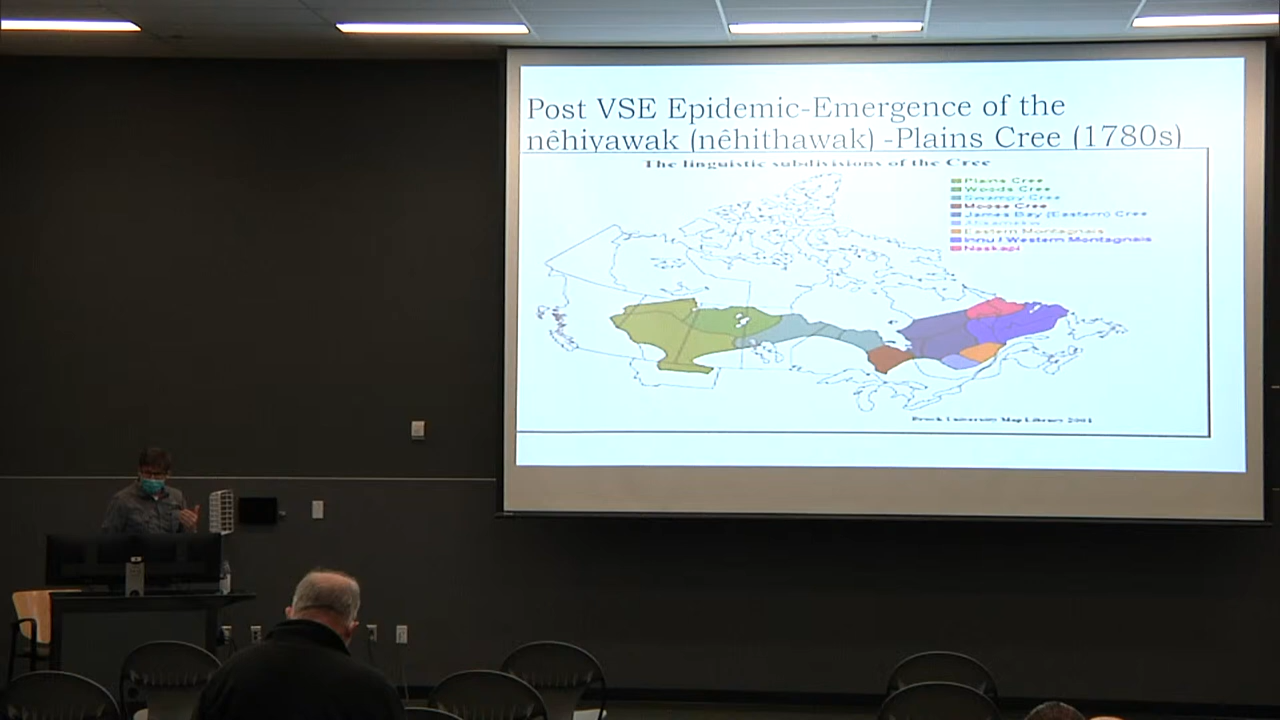 Post VSE Epidemic-Emergence of the
nêhiyawak (nêhithawak) -Plains Cree (1780s)
The linguistic subdivisions of the Cree
Plains Cree
Woods Cree
Swampy Cree
Moose Cree
James Bay (Eastern) Cree
Atikamekw
Eastern Montagnais
Innu / Western Montagnais
Naskapi
Brock University Map Library 2001